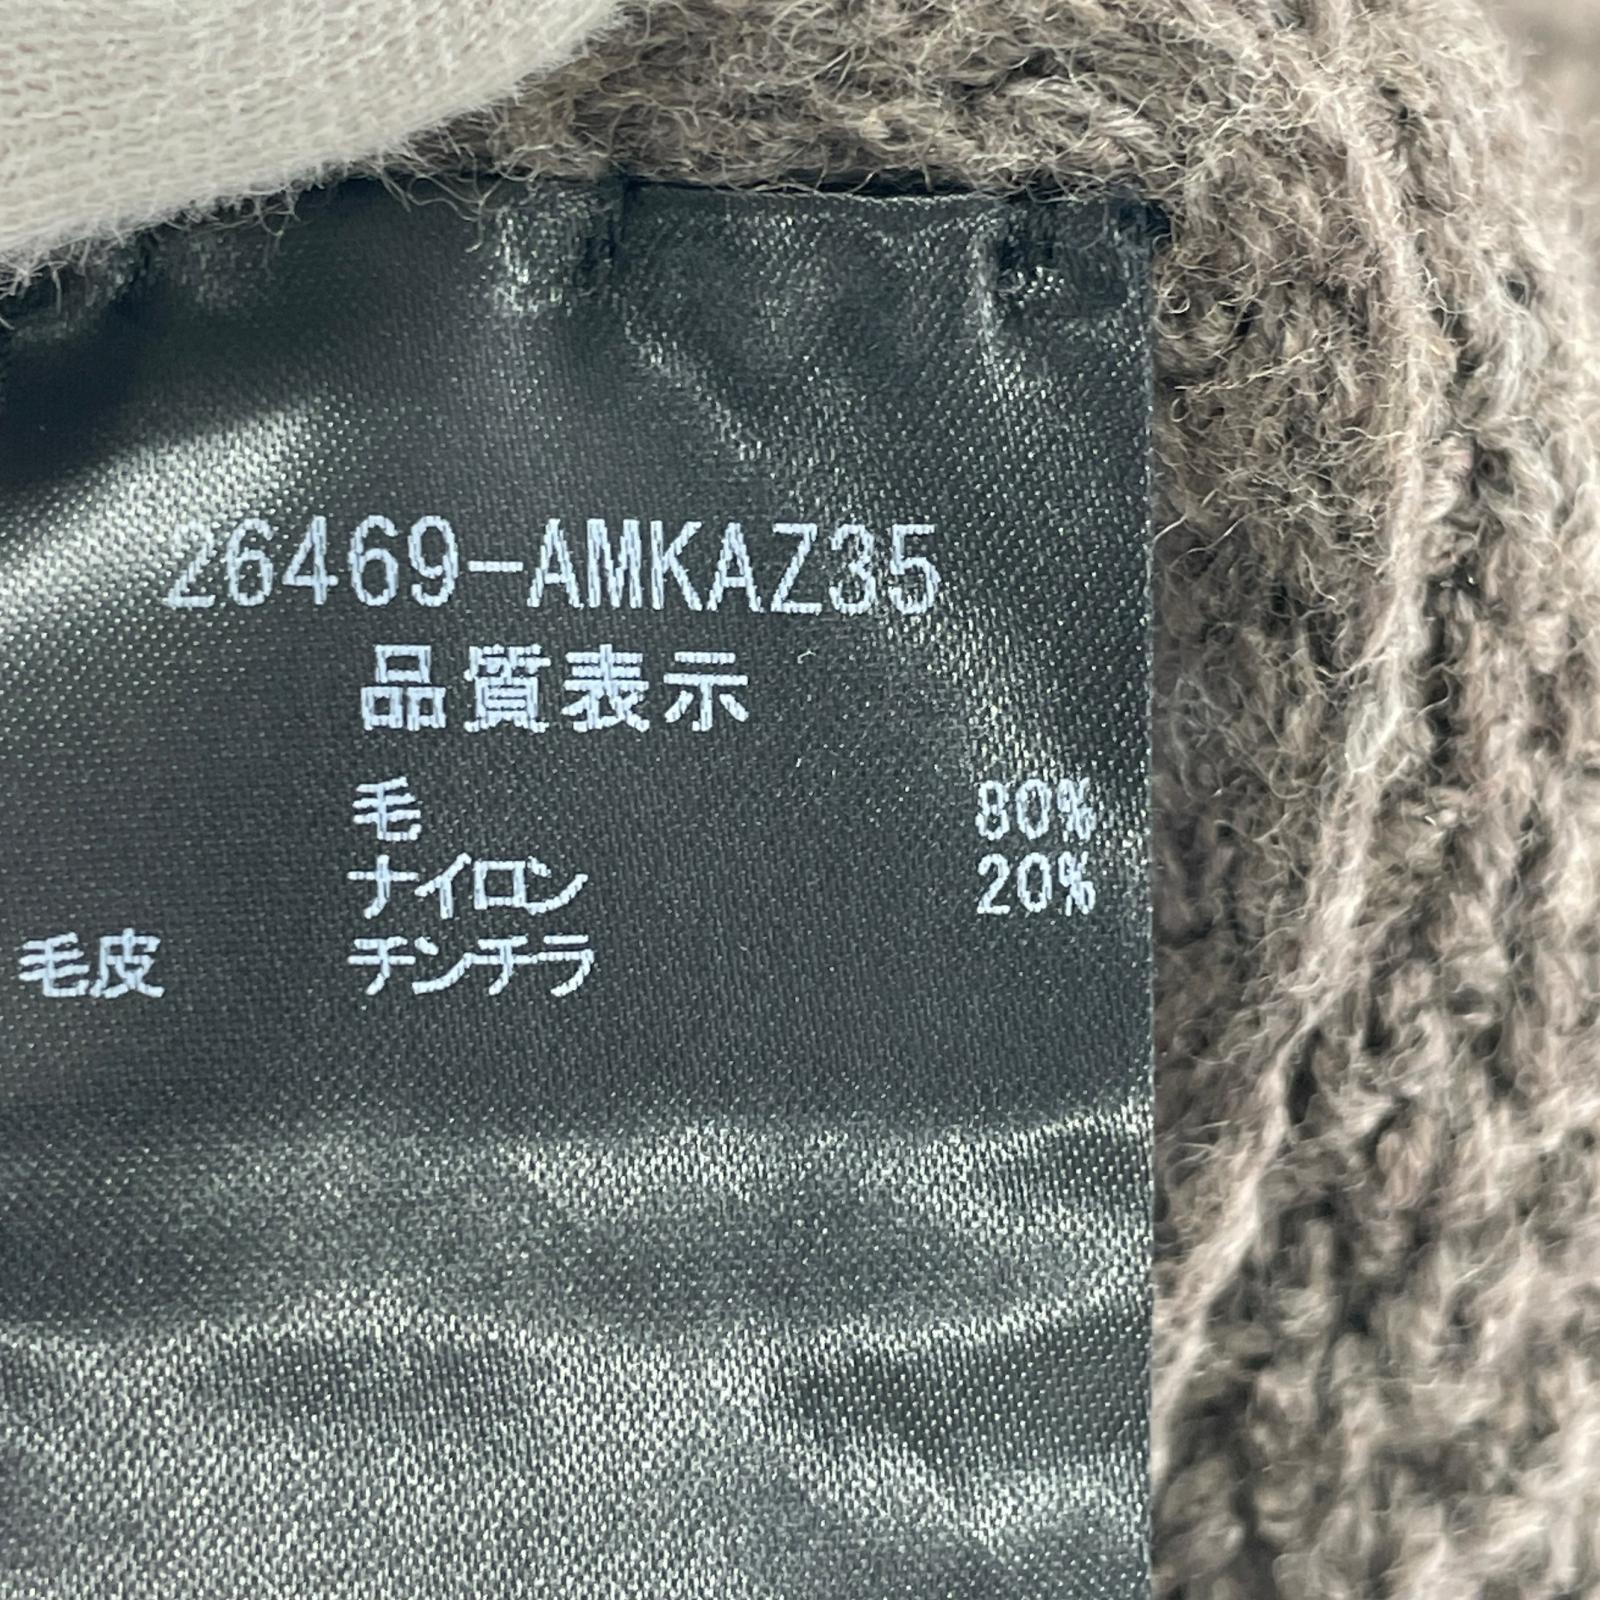 26469-AMKAZ35
品質表示
毛 80%
ナイロン 20%
毛皮 チンチラ